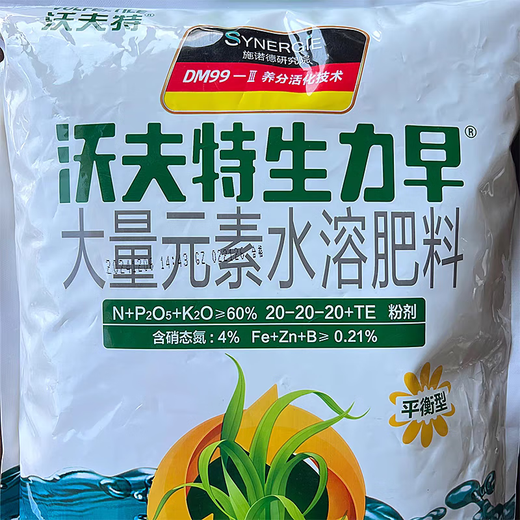 沃夫特®
SYNERGIE
施诺德研究院
DM99－Ⅲ 养分活化技术
沃夫特生力早®
大量元素水溶肥料
N+P₂O₅+K₂O≥60% 20-20-20+TE 粉剂
含硝态氮：4% Fe+Zn+B≥0.21%
平衡型